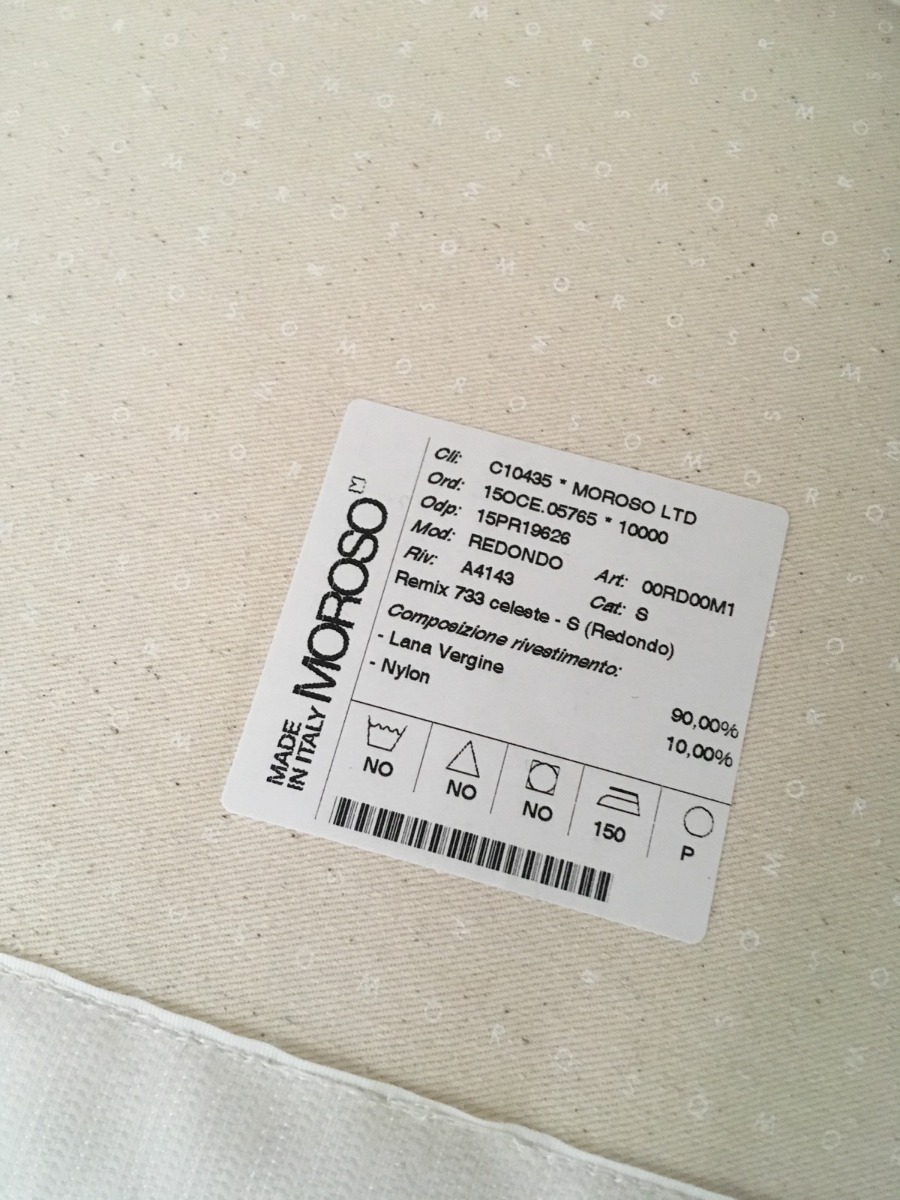 MADE
IN ITALY MOROSO
Cli: C10435 * MOROSO LTD
Ord: 15OCE.05765 * 10000
Odp: 15PR19626
Mod: REDONDO Art: 00RD00M1
Riv: A4143 Cat: S
Remix 733 celeste - S (Redondo)
Composizione rivestimento:
- Lana Vergine 90,00%
- Nylon 10,00%
NO NO NO 150 P